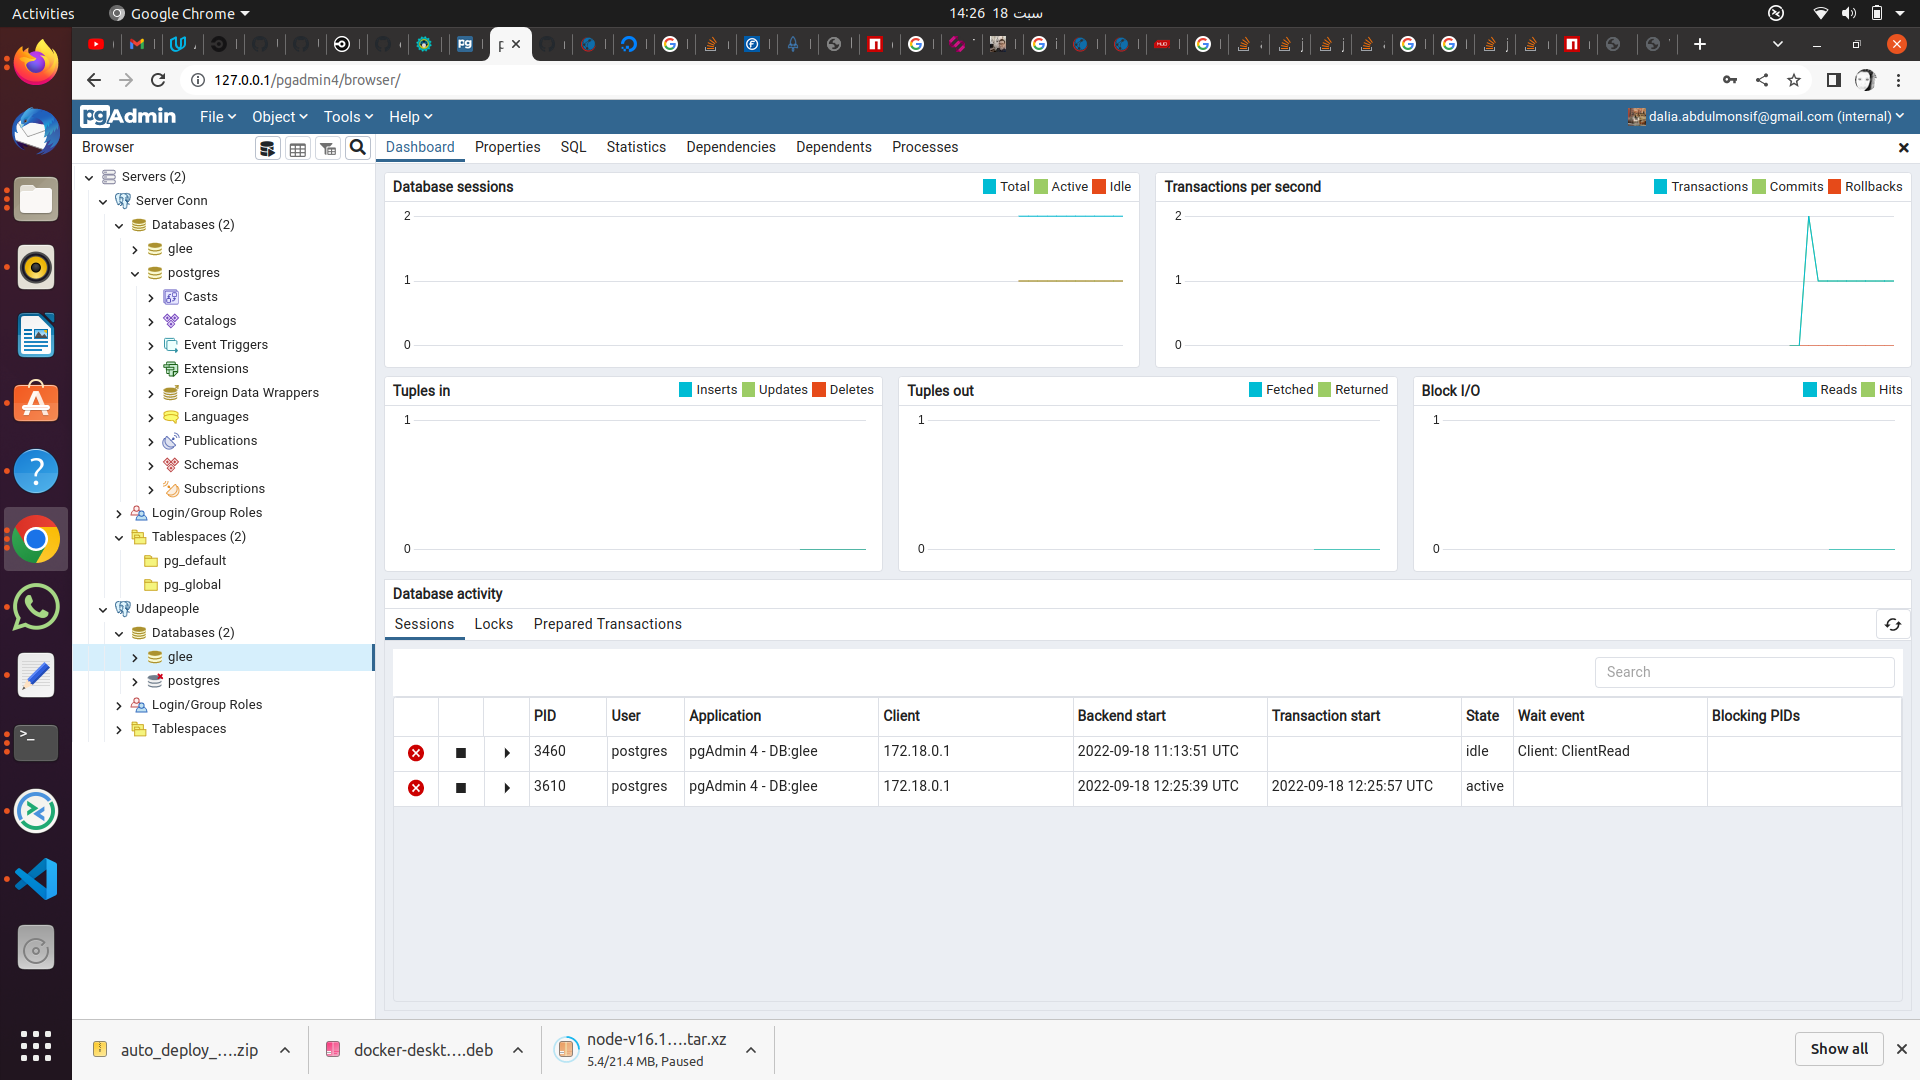 Activities
Google Chrome
14:26 سبت 18
127.0.0.1/pgadmin4/browser/
pgAdmin
File
Object
Tools
Help
dalia.abdulmonsif@gmail.com (internal)
Browser
Dashboard
Properties
SQL
Statistics
Dependencies
Dependents
Processes
Servers (2)
Server Conn
Databases (2)
glee
postgres
Casts
Catalogs
Event Triggers
Extensions
Foreign Data Wrappers
Languages
Publications
Schemas
Subscriptions
Login/Group Roles
Tablespaces (2)
pg_default
pg_global
Udapeople
Databases (2)
glee
postgres
Login/Group Roles
Tablespaces
Database sessions
Total Active Idle
2
1
0
Transactions per second
Transactions Commits Rollbacks
2
1
0
Tuples in
Inserts Updates Deletes
1
0
Tuples out
Fetched Returned
1
0
Block I/O
Reads Hits
1
0
Database activity
Sessions
Locks
Prepared Transactions
Search
PID User Application Client Backend start Transaction start State Wait event Blocking PIDs
3460 postgres pgAdmin 4 - DB:glee 172.18.0.1 2022-09-18 11:13:51 UTC idle Client: ClientRead
3610 postgres pgAdmin 4 - DB:glee 172.18.0.1 2022-09-18 12:25:39 UTC 2022-09-18 12:25:57 UTC active
auto_deploy_....zip
docker-deskt....deb
node-v16.1....tar.xz
5.4/21.4 MB, Paused
Show all